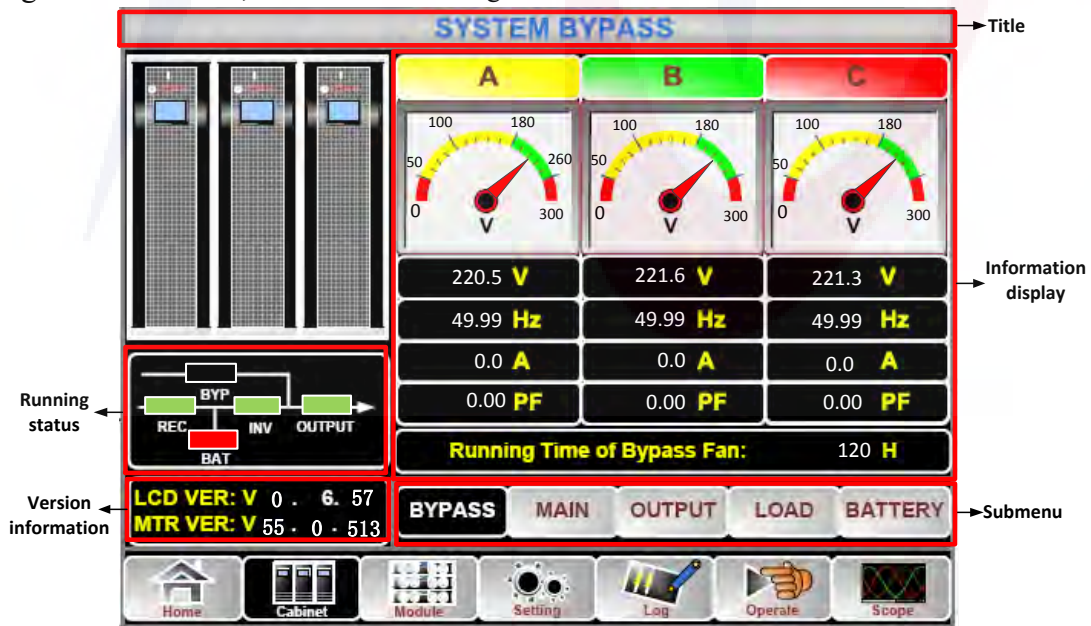 SYSTEM BYPASS
Title
A B C
100 180 100 180 100 180
50 260 50 50
0 300 0 300 0 300
V V V
220.5 V 221.6 V 221.3 V
Information
display
49.99 Hz 49.99 Hz 49.99 Hz
0.0 A 0.0 A 0.0 A
0.00 PF 0.00 PF 0.00 PF
Running Time of Bypass Fan: 120 H
Running
status
BYP
REC INV OUTPUT
BAT
Version
information
LCD VER: V 0 . 6. 57
MTR VER: V 55 . 0 . 513
BYPASS MAIN OUTPUT LOAD BATTERY
Submenu
Home Cabinet Module Setting Log Operate Scope